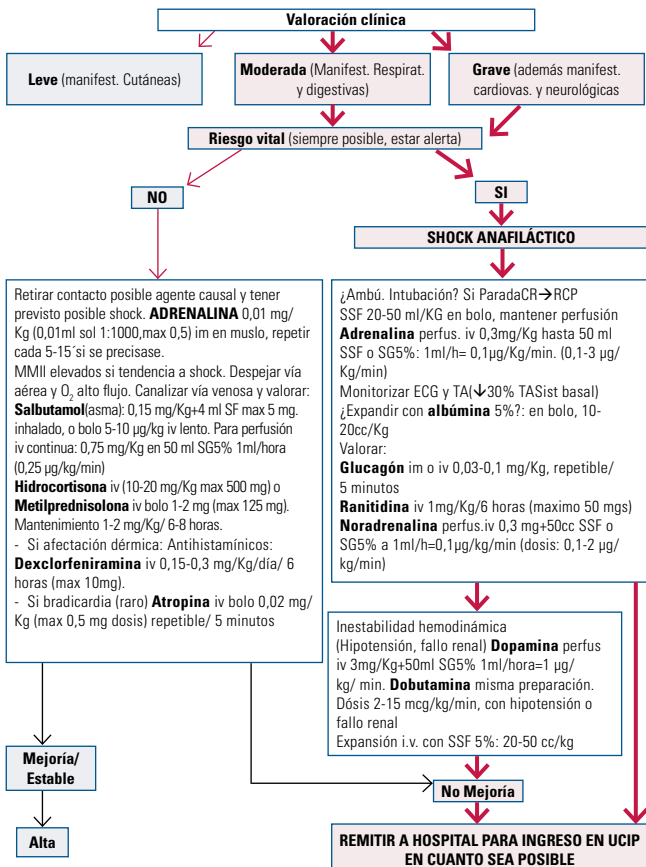 Valoración clínica
Leve (manifest. Cutáneas)
Moderada (Manifest. Respirat.
y digestivas)
Grave (además manifest.
cardiovas. y neurológicas
Riesgo vital (siempre posible, estar alerta)
NO
SI
SHOCK ANAFILÁCTICO
Retirar contacto posible agente causal y tener
previsto posible shock. ADRENALINA 0,01 mg/
Kg (0,01ml sol 1:1000,max 0,5) im en muslo, repetir
cada 5-15´si se precisase.
MMII elevados si tendencia a shock. Despejar vía
aérea y O2 alto flujo. Canalizar vía venosa y valorar:
Salbutamol(asma): 0,15 mg/Kg+4 ml SF max 5 mg.
inhalado, o bolo 5-10 µg/kg iv lento. Para perfusión
iv continua: 0,75 mg/Kg en 50 ml SG5% 1ml/hora
(0,25 µg/kg/min)
Hidrocortisona iv (10-20 mg/Kg max 500 mg) o
Metilprednisolona iv bolo 1-2 mg (max 125 mg).
Mantenimiento 1-2 mg/Kg/ 6-8 horas.
- Si afectación dérmica: Antihistamínicos:
Dexclorfeniramina iv 0,15-0,3 mg/Kg/día/ 6
horas (max 10mg).
- Si bradicardia (raro) Atropina iv bolo 0,02 mg/
Kg (max 0,5 mg dosis) repetible/ 5 minutos
¿Ambú. Intubación? Si ParadaCR→RCP
SSF 20-50 ml/KG en bolo, mantener perfusión
Adrenalina perfus. iv 0,3mg/Kg hasta 50 ml
SSF o SG5%: 1ml/h= 0,1µg/Kg/min. (0,1-3 µg/
Kg/min)
Monitorizar ECG y TA(↓30% TASist basal)
¿Expandir con albúmina 5%?: en bolo, 10-
20cc/Kg
Valorar:
Glucagón im o iv 0,03-0,1 mg/Kg, repetible/
5 minutos
Ranitidina iv 1mg/Kg/6 horas (maximo 50 mgs)
Noradrenalina perfus.iv 0,3 mg+50cc SSF o
SG5% a 1ml/h=0,1µg/kg/min (dosis: 0,1-2 µg/
kg/min)
Inestabilidad hemodinámica
(Hipotensión, fallo renal) Dopamina perfus
iv 3mg/Kg+50ml SG5% 1ml/hora=1 µg/
kg/ min. Dobutamina misma preparación.
Dósis 2-15 mcg/kg/min, con hipotensión o
fallo renal
Expansión i.v. con SSF 5%: 20-50 cc/kg
Mejoría/
Estable
No Mejoría
Alta
REMITIR A HOSPITAL PARA INGRESO EN UCIP
EN CUANTO SEA POSIBLE